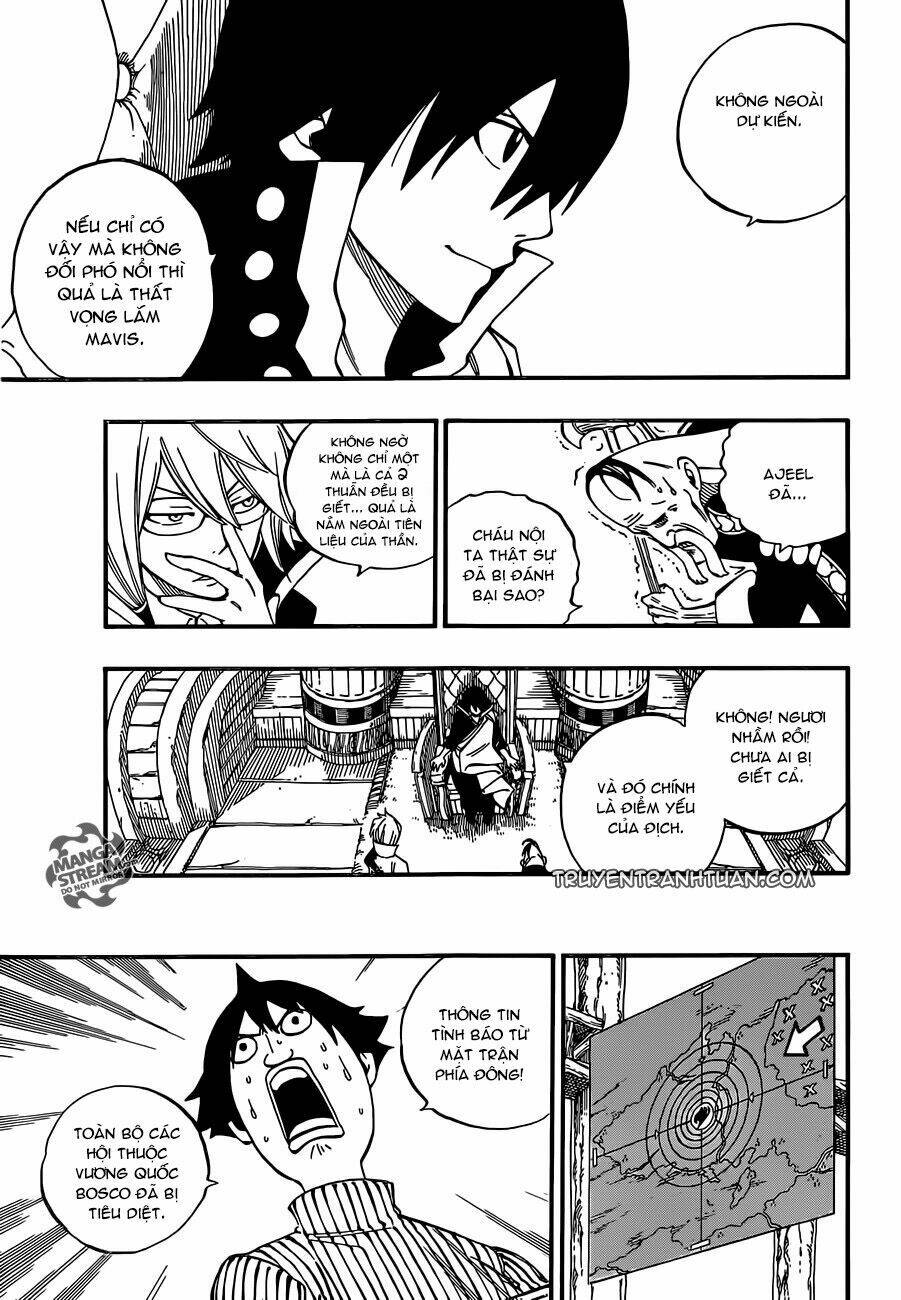 KHÔNG NGOÀI
DỰ KIẾN.
NẾU CHỈ CÓ
VẬY MÀ KHÔNG
ĐỐI PHÓ NỔI THÌ
QUẢ LÀ THẤT
VỌNG LẮM
MAVIS.
AJEEL
ĐÃ...
CHÁU NỘI
TA THẬT SỰ
ĐÃ BỊ ĐÁNH
BẠI SAO?
KHÔNG NGỜ
KHÔNG CHỈ MỘT
MÀ LÀ CẢ 2
THUẪN ĐỀU BỊ
GIẾT... QUẢ LÀ
NẰM NGOÀI TIÊN
LIỆU CỦA THẦN.
KHÔNG! NGƯƠI
NHẦM RỒI!
CHƯA AI BỊ
GIẾT CẢ.
VÀ ĐÓ CHÍNH
LÀ ĐIỂM YẾU
CỦA ĐỊCH.
MANGA
STREAM
DO NOT MIRROR
TRUYENTRANHTUAN.COM
THÔNG TIN
TÌNH BÁO TỪ
MẶT TRẬN
PHÍA ĐÔNG!
TOÀN BỘ CÁC
HỘI THUỘC
VƯƠNG QUỐC
BOSCO ĐÃ BỊ
TIÊU DIỆT.